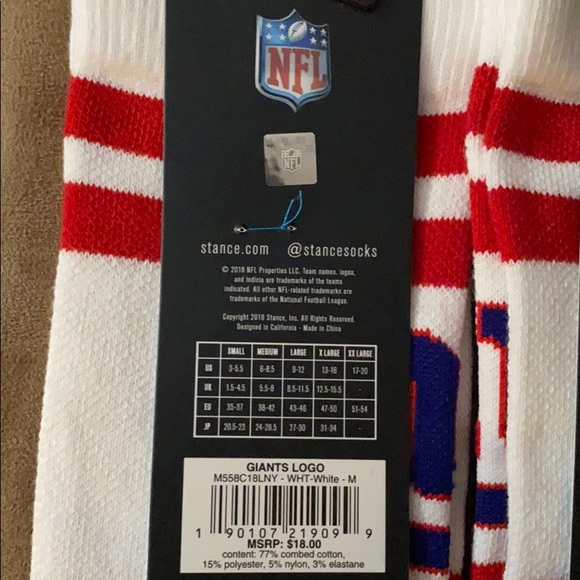 NFL
NFL
stance.com @stancesocks
© 2018 NFL Properties LLC. Team names, logos,
and indicia are trademarks of the teams
indicated. All other NFL-related trademarks are
trademarks of the National Football League.
Copyright 2018 Stance, Inc. All Rights Reserved.
Designed in California - Made in China
SMALL MEDIUM LARGE X LARGE XX LARGE
US 3-5.5 6-8.5 9-12 13-16 17-20
UK 1.5-4.5 5.5-8 8.5-11.5 12.5-15.5 -
EU 35-37 38-42 43-46 47-50 51-54
JP 20.5-23 24-26.5 27-30 31-34 -
GIANTS LOGO
M558C18LNY - WHT-White - M
1 90107 21909 9
MSRP: $18.00
content: 77% combed cotton,
15% polyester, 5% nylon, 3% elastane